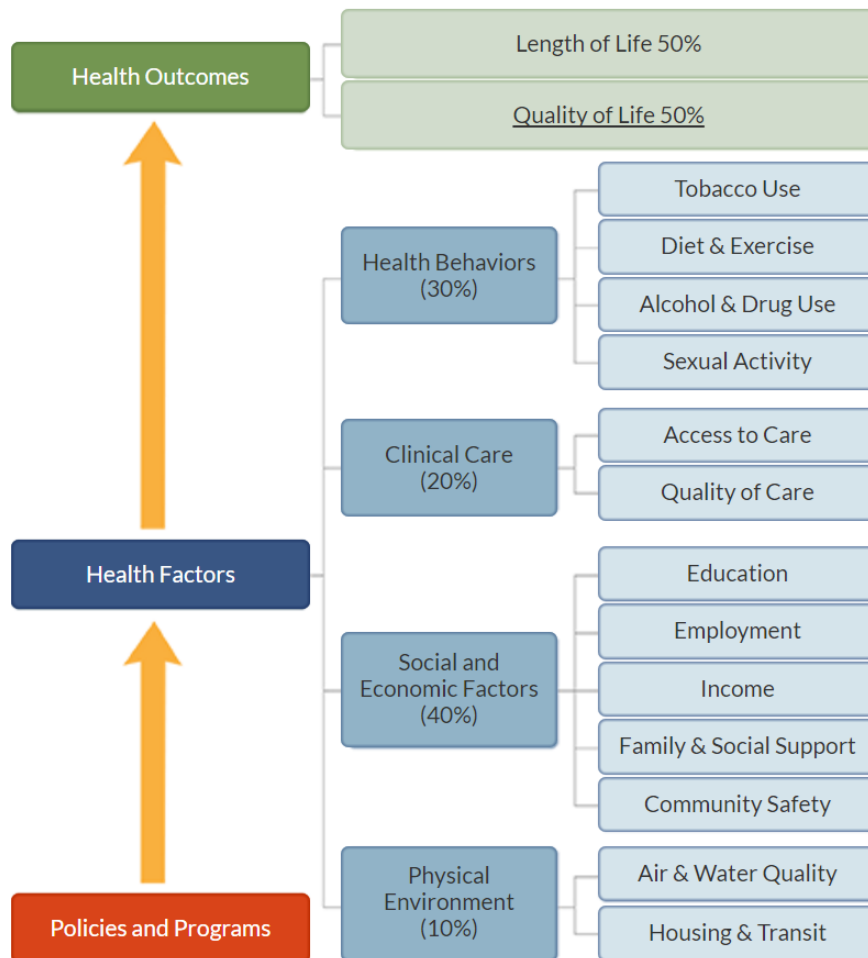 Health Outcomes
Length of Life 50%
Quality of Life 50%
Health Factors
Health Behaviors
(30%)
Tobacco Use
Diet & Exercise
Alcohol & Drug Use
Sexual Activity
Clinical Care
(20%)
Access to Care
Quality of Care
Social and
Economic Factors
(40%)
Education
Employment
Income
Family & Social Support
Community Safety
Physical
Environment
(10%)
Air & Water Quality
Housing & Transit
Policies and Programs